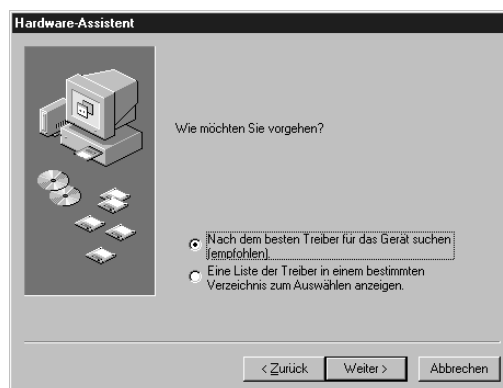 Hardware-Assistent
Wie möchten Sie vorgehen?
Nach dem besten Treiber für das Gerät suchen
(empfohlen).
Eine Liste der Treiber in einem bestimmten
Verzeichnis zum Auswählen anzeigen.
< Zurück
Weiter >
Abbrechen